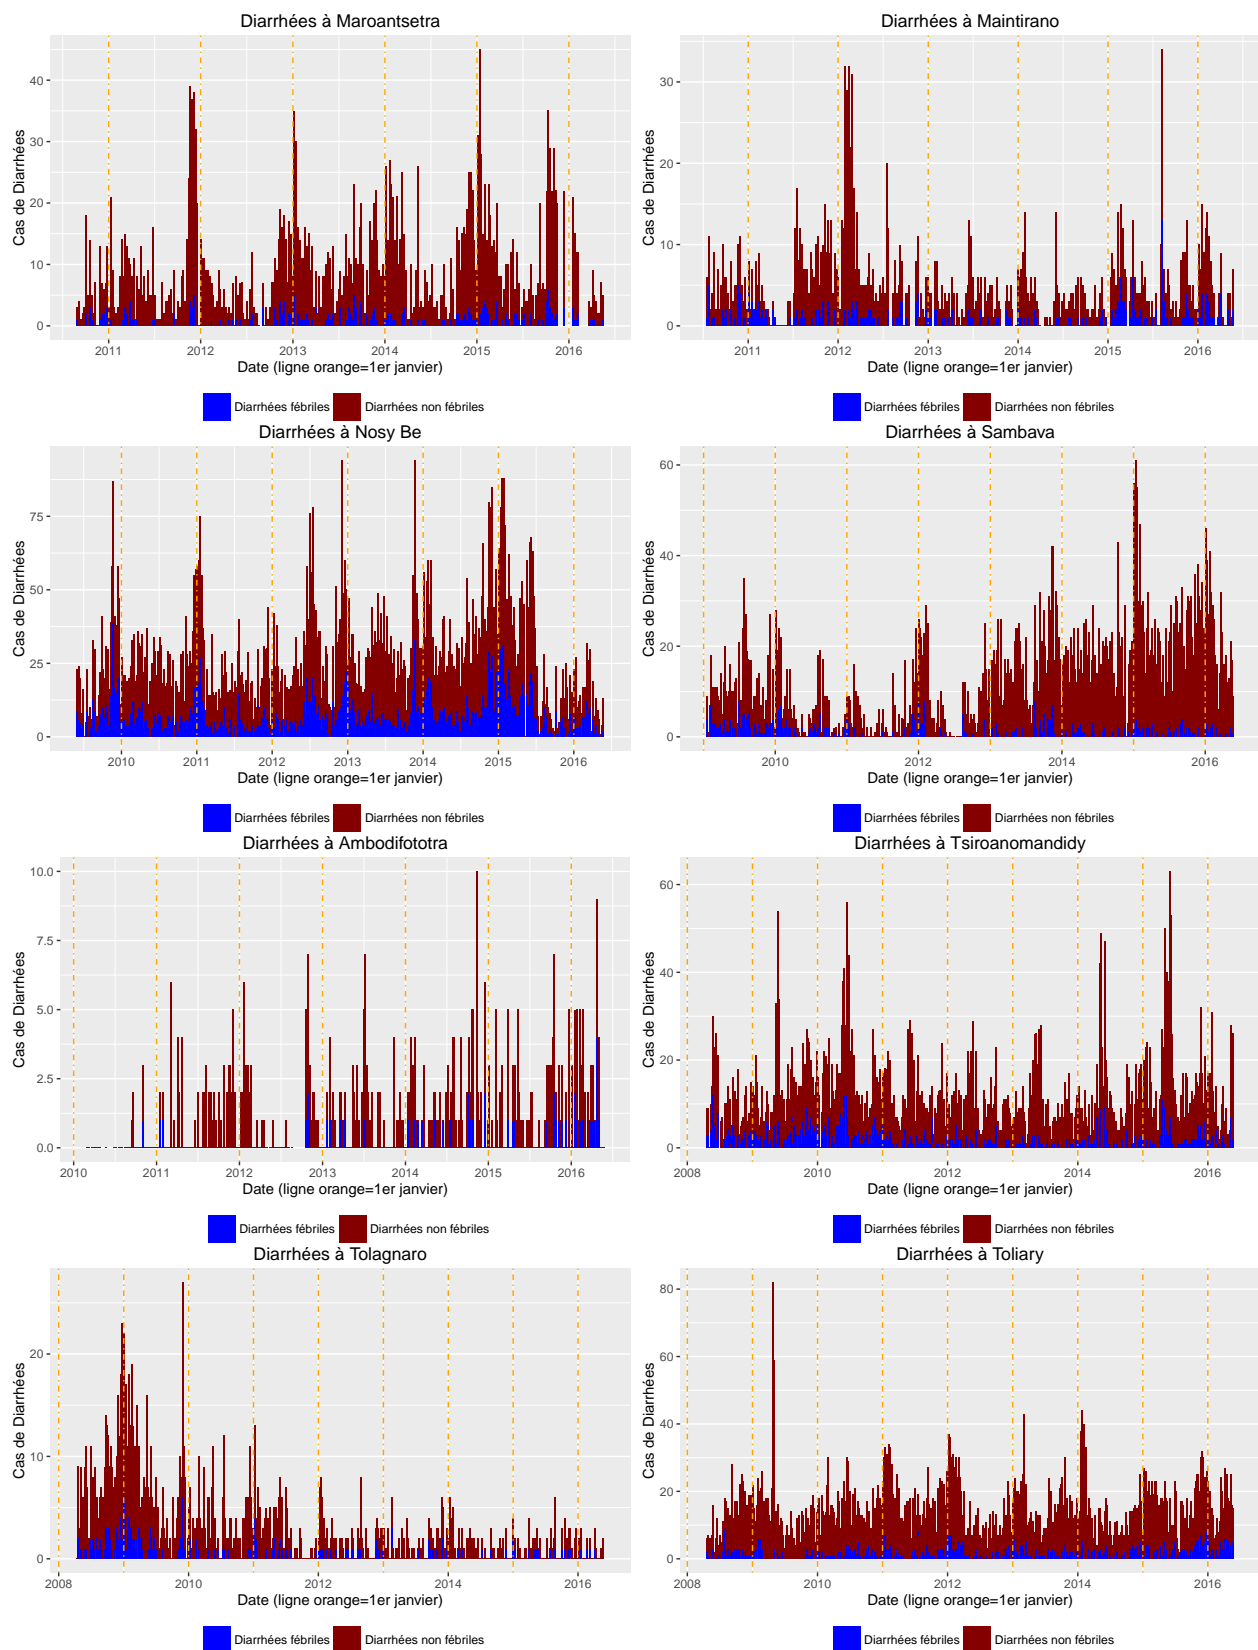 Diarrhées à Maroantsetra
Cas de Diarrhées
40
30
20
10
0
2011 2012 2013 2014 2015 2016
Date (ligne orange=1er janvier)
Diarrhées fébriles Diarrhées non fébriles
Diarrhées à Maintirano
Cas de Diarrhées
30
20
10
0
2011 2012 2013 2014 2015 2016
Date (ligne orange=1er janvier)
Diarrhées fébriles Diarrhées non fébriles
Diarrhées à Nosy Be
Cas de Diarrhées
75
50
25
0
2010 2011 2012 2013 2014 2015 2016
Date (ligne orange=1er janvier)
Diarrhées fébriles Diarrhées non fébriles
Diarrhées à Sambava
Cas de Diarrhées
60
40
20
0
2010 2012 2014 2016
Date (ligne orange=1er janvier)
Diarrhées fébriles Diarrhées non fébriles
Diarrhées à Ambodifototra
Cas de Diarrhées
10.0
7.5
5.0
2.5
0.0
2010 2011 2012 2013 2014 2015 2016
Date (ligne orange=1er janvier)
Diarrhées fébriles Diarrhées non fébriles
Diarrhées à Tsiroanomandidy
Cas de Diarrhées
60
40
20
0
2008 2010 2012 2014 2016
Date (ligne orange=1er janvier)
Diarrhées fébriles Diarrhées non fébriles
Diarrhées à Tolagnaro
Cas de Diarrhées
20
10
0
2008 2010 2012 2014 2016
Date (ligne orange=1er janvier)
Diarrhées fébriles Diarrhées non fébriles
Diarrhées à Toliary
Cas de Diarrhées
80
60
40
20
0
2008 2010 2012 2014 2016
Date (ligne orange=1er janvier)
Diarrhées fébriles Diarrhées non fébriles